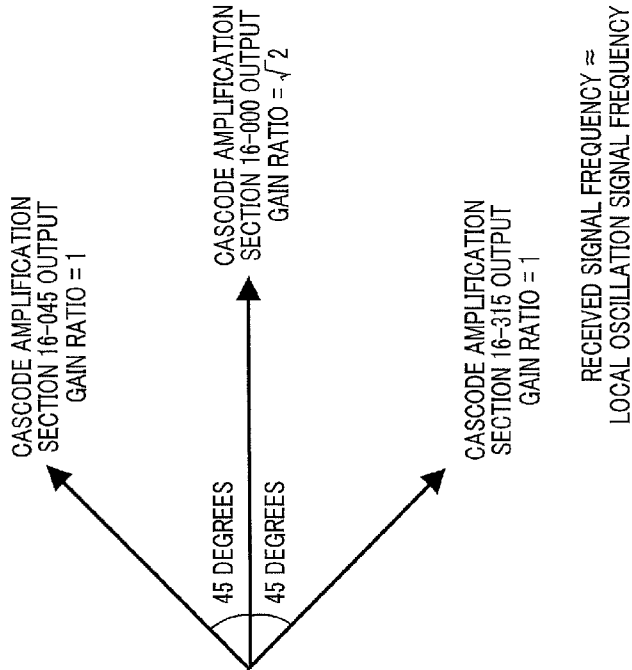 CASCODE AMPLIFICATION
SECTION 16-045 OUTPUT
GAIN RATIO = 1
CASCODE AMPLIFICATION
SECTION 16-000 OUTPUT
GAIN RATIO = √2
45 DEGREES
45 DEGREES
CASCODE AMPLIFICATION
SECTION 16-315 OUTPUT
GAIN RATIO = 1
RECEIVED SIGNAL FREQUENCY ≈
LOCAL OSCILLATION SIGNAL FREQUENCY